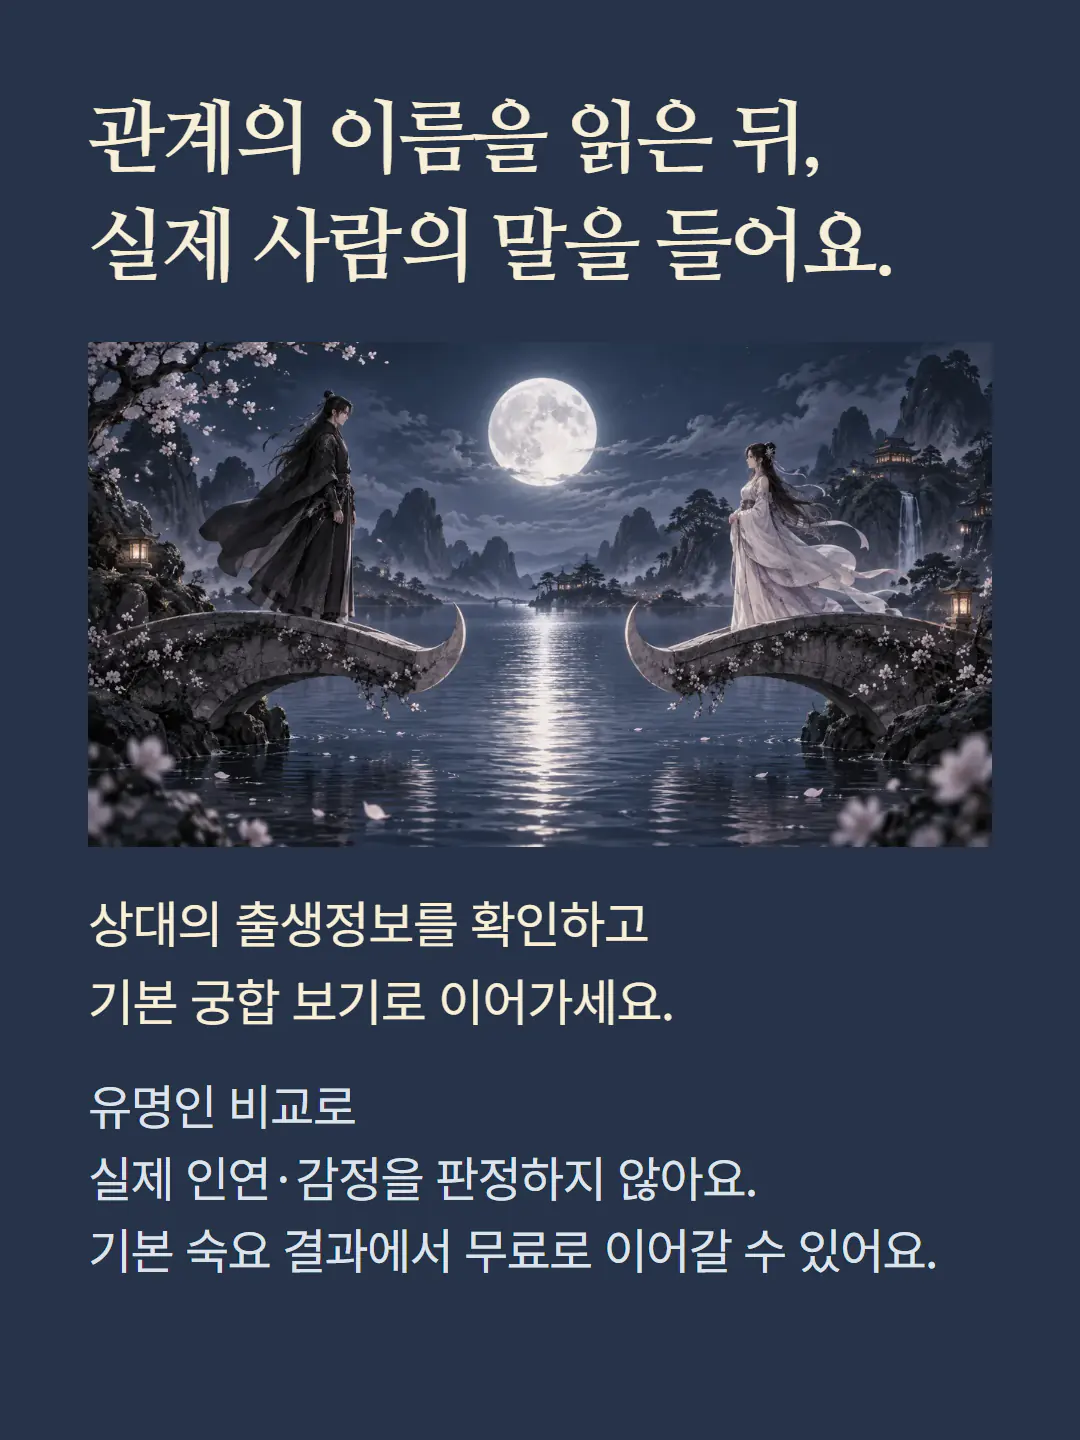 관계의 이름을 읽은 뒤,
실제 사람의 말을 들어요.
상대의 출생정보를 확인하고
기본 궁합 보기로 이어가세요.
유명인 비교로
실제 인연·감정을 판정하지 않아요.
기본 숙요 결과에서 무료로 이어갈 수 있어요.